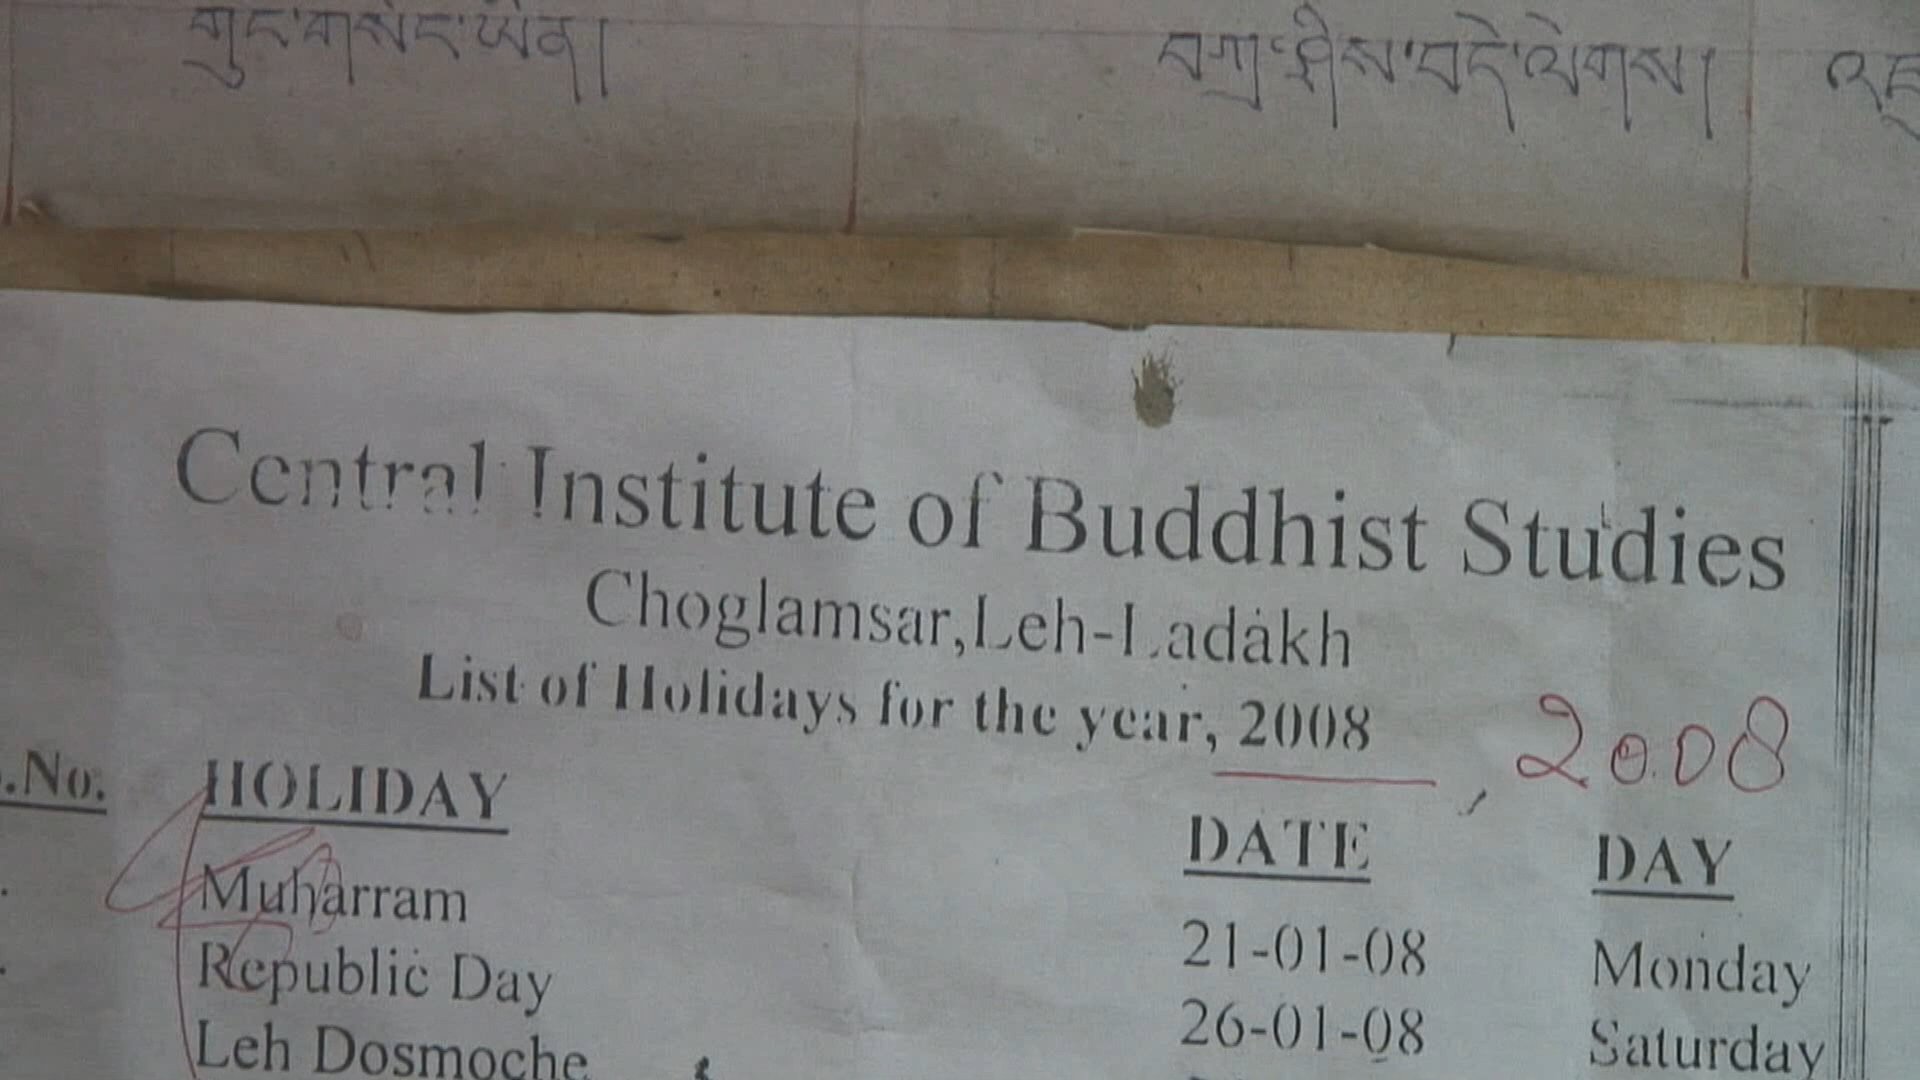 གུང་གསེང་ཡིན།
བཀྲ་ཤིས་བདེ་ལེགས།
Central Institute of Buddhist Studies
Choglamsar,Leh-Ladakh
List of Holidays for the year, 2008 , 2008
.No. HOLIDAY DATE DAY
Muharram 21-01-08 Monday
Republic Day 26-01-08 Saturday
Leh Dosmoche